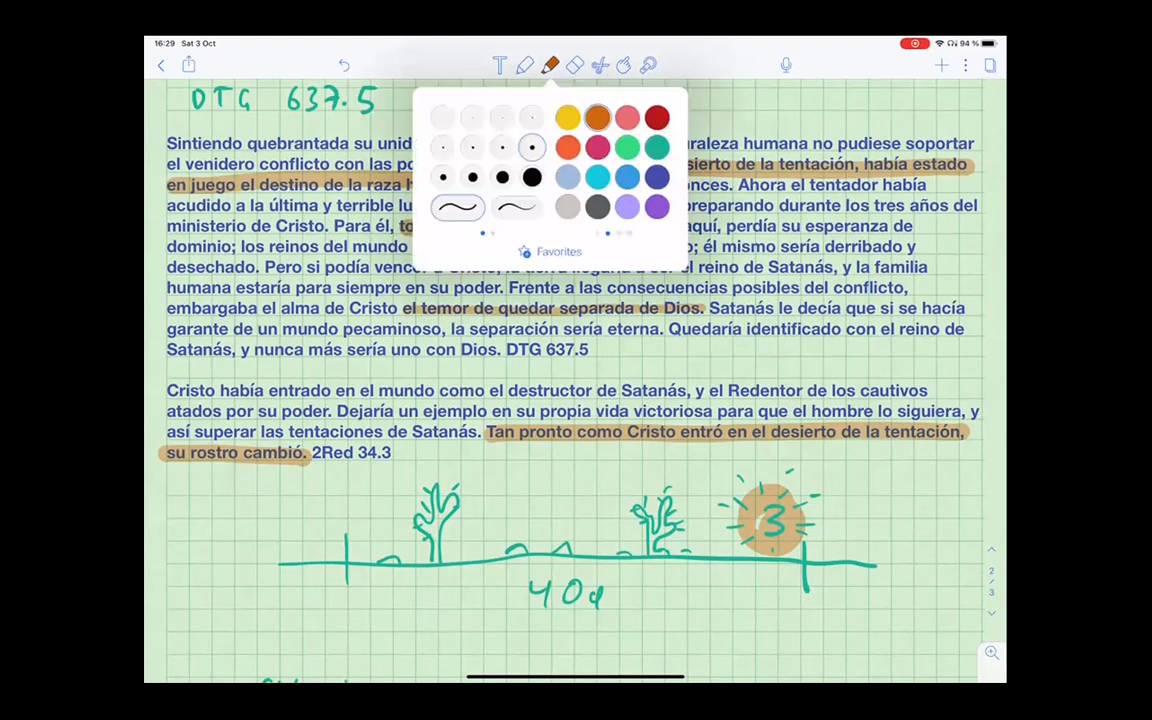 16:29 Sat 3 Oct
94 %
DTG 637.5
Sintiendo quebrantada su unid
raleza humana no pudiese soportar
el venidero conflicto con las po
sierto de la tentación, había estado
en juego el destino de la raza h
onces. Ahora el tentador había
acudido a la última y terrible lu
preparando durante los tres años del
ministerio de Cristo. Para él, to
aquí, perdía su esperanza de
dominio; los reinos del mundo
o; él mismo sería derribado y
desechado. Pero si podía vencer a Cristo, la tierra llegaría a ser el reino de Satanás, y la familia
humana estaría para siempre en su poder. Frente a las consecuencias posibles del conflicto,
embargaba el alma de Cristo el temor de quedar separada de Dios. Satanás le decía que si se hacía
garante de un mundo pecaminoso, la separación sería eterna. Quedaría identificado con el reino de
Satanás, y nunca más sería uno con Dios. DTG 637.5
Cristo había entrado en el mundo como el destructor de Satanás, y el Redentor de los cautivos
atados por su poder. Dejaría un ejemplo en su propia vida victoriosa para que el hombre lo siguiera, y
así superar las tentaciones de Satanás. Tan pronto como Cristo entró en el desierto de la tentación,
su rostro cambió. 2Red 34.3
Favorites
3
40d
2
/
3